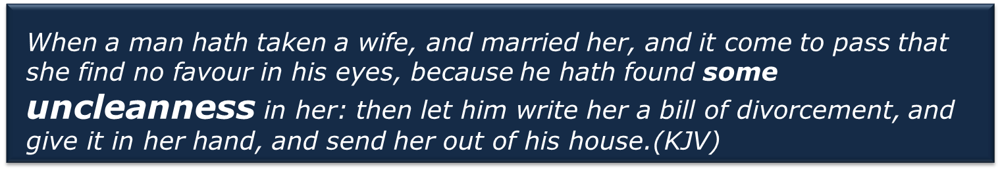 When a man hath taken a wife, and married her, and it come to pass that
she find no favour in his eyes, because he hath found some
uncleanness in her: then let him write her a bill of divorcement, and
give it in her hand, and send her out of his house.(KJV)